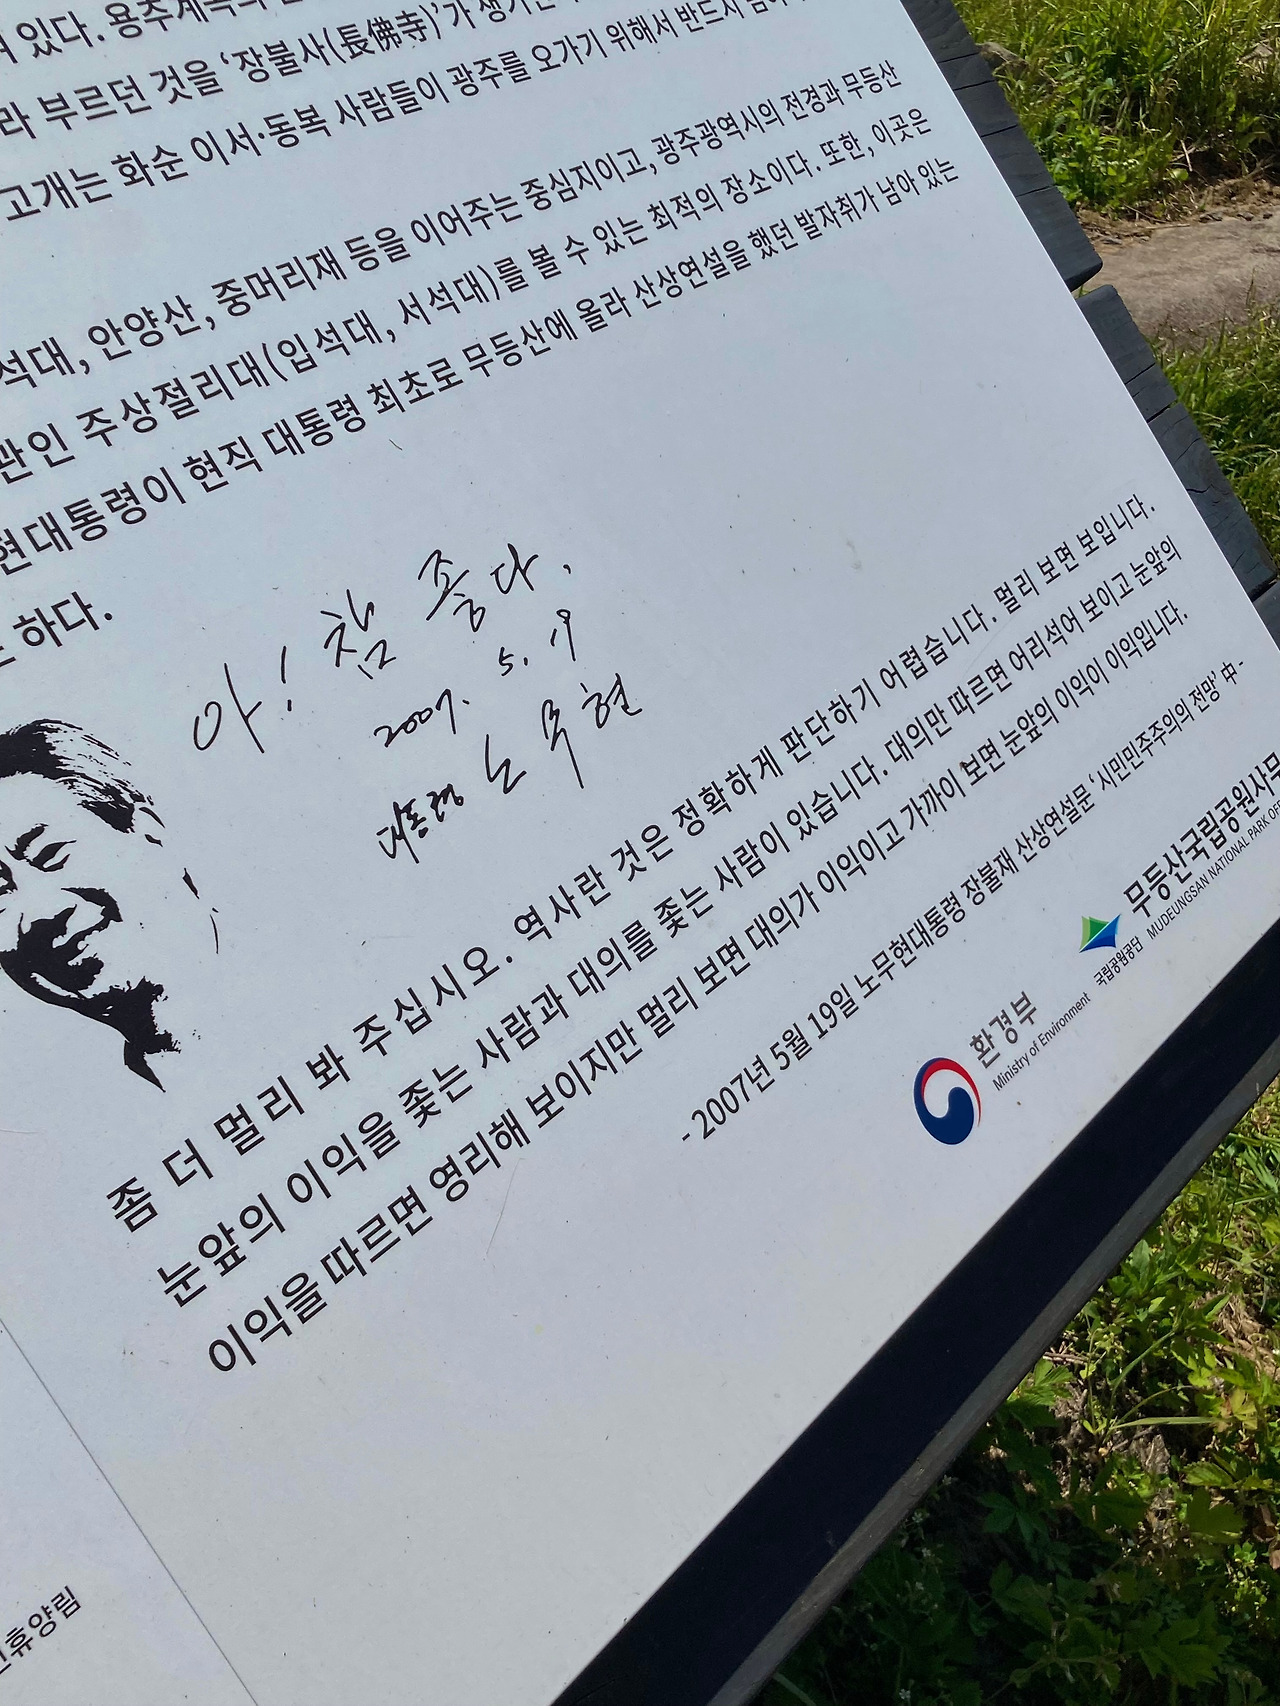 있다. 용추계곡의
라 부르던 것을 ‘장불사(長佛寺)’가
고개는 화순 이서·동복 사람들이 광주를 오가기 위해서 반드시
석대, 안양산, 중머리재 등을 이어주는 중심지이고, 광주광역시의 전경과 무등산
관인 주상절리대(입석대, 서석대)를 볼 수 있는 최적의 장소이다. 또한, 이곳은
현대통령이 현직 대통령 최초로 무등산에 올라 산상연설을 했던 발자취가 남아 있는
하다.
아! 참 좋다.
2007. 5. 19
대통령 노무현
좀 더 멀리 봐 주십시오. 역사란 것은 정확하게 판단하기 어렵습니다. 멀리 보면 보입니다.
눈앞의 이익을 좇는 사람과 대의를 좇는 사람이 있습니다. 대의만 따르면 어리석어 보이고 눈앞의
이익을 따르면 영리해 보이지만 멀리 보면 대의가 이익이고 가까이 보면 눈앞의 이익이 이익입니다.
- 2007년 5월 19일 노무현대통령 장불재 산상연설문 ‘시민민주주의의 전망’ 中 -
환경부
Ministry of Environment
국립공원공단
무등산국립공원사무
MUDEUNGSAN NATIONAL PARK OF
휴양림